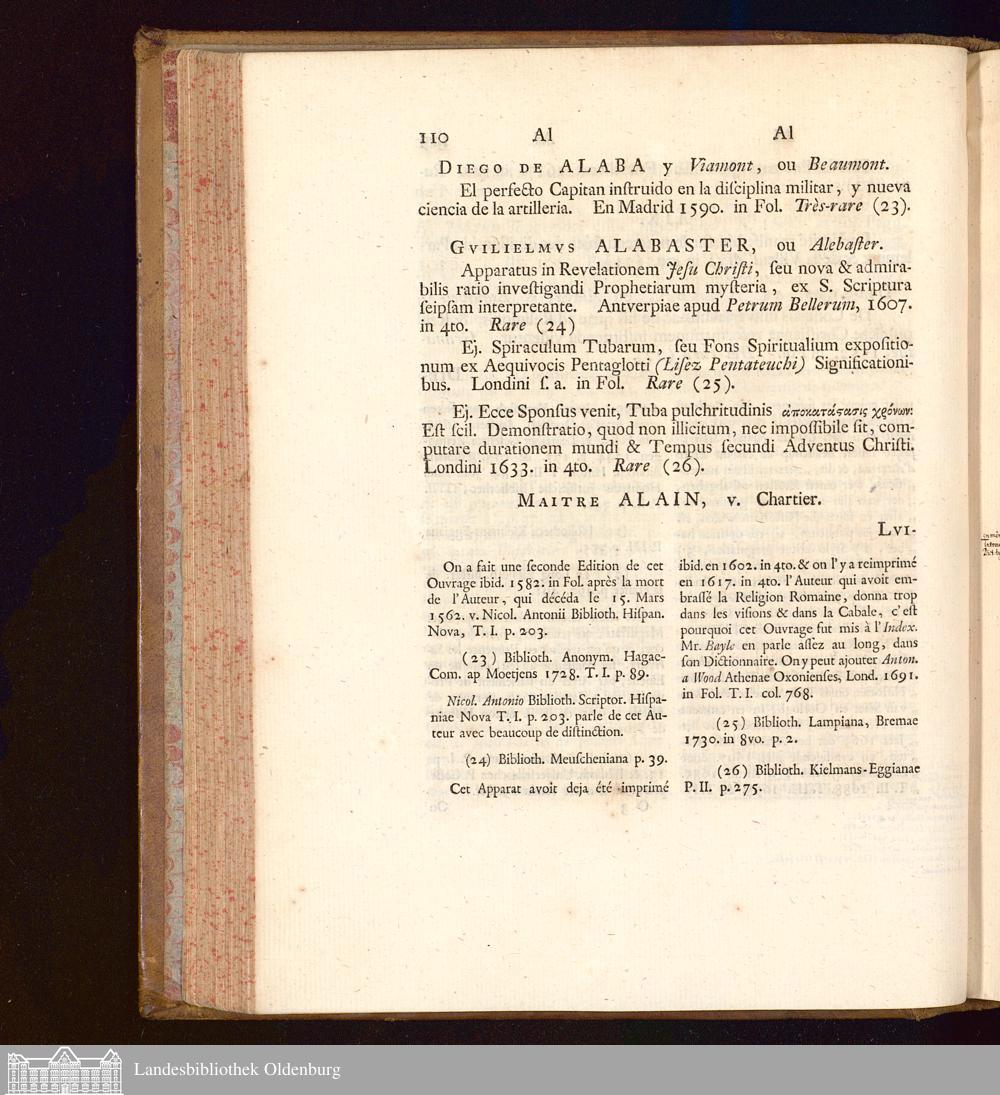 110 Al Al
DIEGO DE ALABA y Viamont, ou Beaumont.
El perfecto Capitan inſtruido en la diſciplina militar, y nueva
ciencia de la artilleria. En Madrid 1590. in Fol. Très-rare (23).
GVILIELMVS ALABASTER, ou Alebaſter.
Apparatus in Revelationem Jeſu Chriſti, ſeu nova & admira-
bilis ratio inveſtigandi Prophetiarum myſteria, ex S. Scriptura
ſeipſam interpretante. Antverpiae apud Petrum Bellerum, 1607.
in 4to. Rare (24)
Ej. Spiraculum Tubarum, ſeu Fons Spiritualium expoſitio-
num ex Aequivocis Pentaglotti (Liſez Pentateuchi) Significationi-
bus. Londini ſ. a. in Fol. Rare (25).
Ej. Ecce Sponſus venit, Tuba pulchritudinis ἀποκατάϛασις χρόνων:
Eſt ſcil. Demonſtratio, quod non illicitum, nec impoſſibile ſit, com-
putare durationem mundi & Tempus ſecundi Adventus Chriſti.
Londini 1633. in 4to. Rare (26).
MAITRE ALAIN, v. Chartier.
LVI-
On a fait une ſeconde Edition de cet
Ouvrage ibid. 1582. in Fol. après la mort
de l'Auteur, qui décéda le 15. Mars
1562. v. Nicol. Antonii Biblioth. Hiſpan.
Nova, T. I. p. 203.
(23) Biblioth. Anonym. Hagae-
Com. ap Moetjens 1728. T. I. p. 89.
Nicol. Antonio Biblioth. Scriptor. Hiſpa-
niae Nova T. I. p. 203. parle de cet Au-
teur avec beaucoup de diſtinction.
(24) Biblioth. Meuſcheniana p. 39.
Cet Apparat avoit deja été imprimé
ibid. en 1602. in 4to. & on l'y a reimprimé
en 1617. in 4to. l'Auteur qui avoit em-
braſſé la Religion Romaine, donna trop
dans les viſions & dans la Cabale, c'eſt
pourquoi cet Ouvrage fut mis à l'Index.
Mr. Bayle en parle aſſez au long, dans
ſon Dictionnaire. On y peut ajouter Anton.
a Wood Athenae Oxonienſes, Lond. 1691.
in Fol. T. I. col. 768.
(25) Biblioth. Lampiana, Bremae
1730. in 8vo. p. 2.
(26) Biblioth. Kielmans-Eggianae
P. II. p. 275.
Landesbibliothek Oldenburg